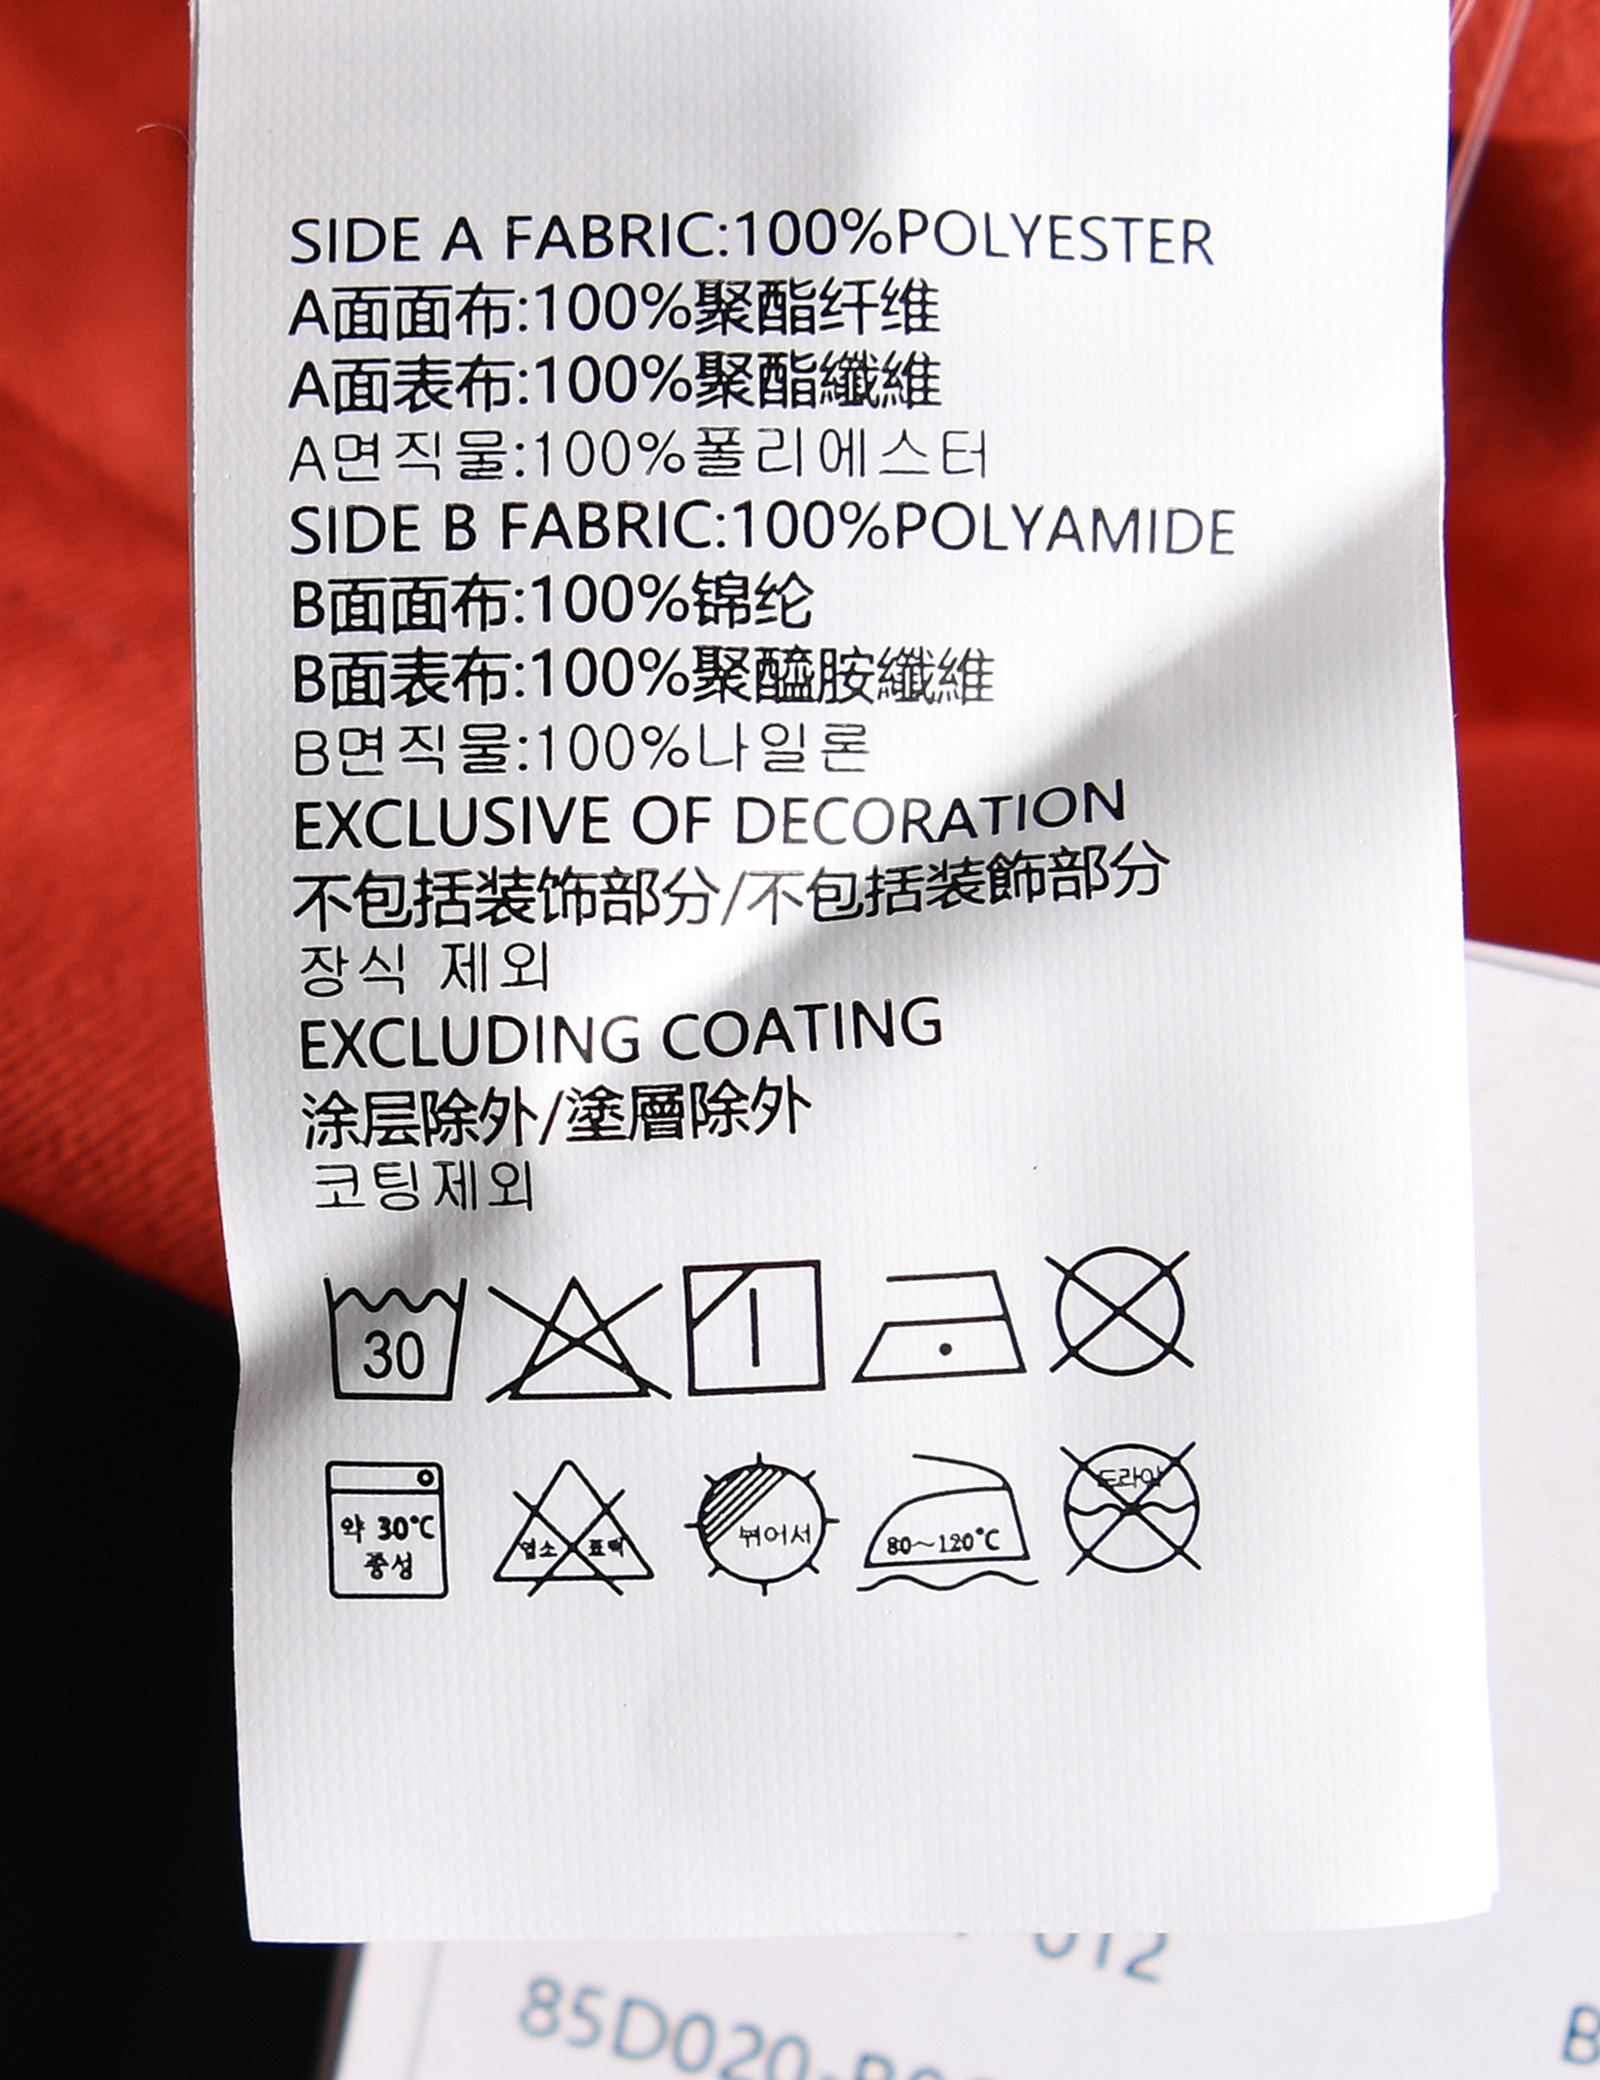 SIDE A FABRIC:100%POLYESTER
A面面布:100%聚酯纤维
A面表布:100%聚酯纖維
A면직물:100%폴리에스터
SIDE B FABRIC:100%POLYAMIDE
B面面布:100%锦纶
B面表布:100%聚醯胺纖維
B면직물:100%나일론
EXCLUSIVE OF DECORATION
不包括装饰部分/不包括装飾部分
장식 제외
EXCLUDING COATING
涂层除外/塗層除外
코팅제외
30
약 30℃
중성
염소 표백
뉘어서
80~120℃
드라이
012
85D020-
B